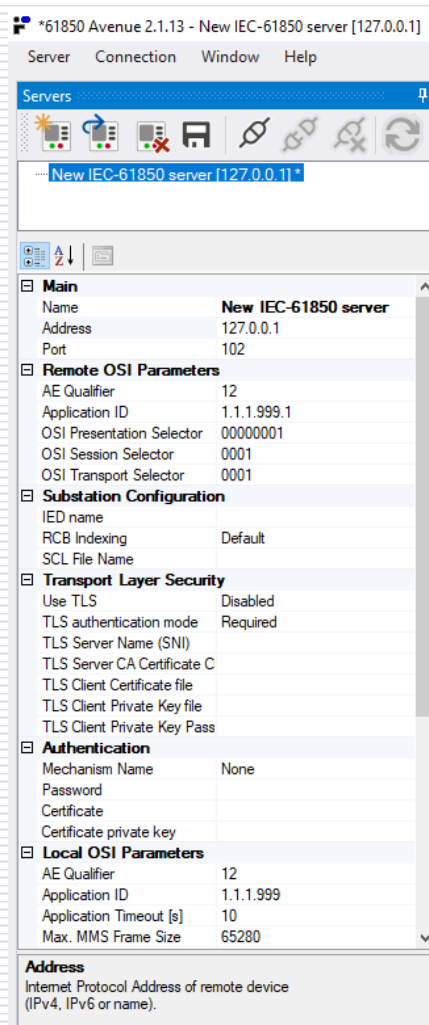 *61850 Avenue 2.1.13 - New IEC-61850 server [127.0.0.1]
Server Connection Window Help
Servers
New IEC-61850 server [127.0.0.1] *
Main
Name New IEC-61850 server
Address 127.0.0.1
Port 102
Remote OSI Parameters
AE Qualifier 12
Application ID 1.1.1.999.1
OSI Presentation Selector 00000001
OSI Session Selector 0001
OSI Transport Selector 0001
Substation Configuration
IED name
RCB Indexing Default
SCL File Name
Transport Layer Security
Use TLS Disabled
TLS authentication mode Required
TLS Server Name (SNI)
TLS Server CA Certificate C
TLS Client Certificate file
TLS Client Private Key file
TLS Client Private Key Pass
Authentication
Mechanism Name None
Password
Certificate
Certificate private key
Local OSI Parameters
AE Qualifier 12
Application ID 1.1.1.999
Application Timeout [s] 10
Max. MMS Frame Size 65280
Address
Internet Protocol Address of remote device
(IPv4, IPv6 or name).